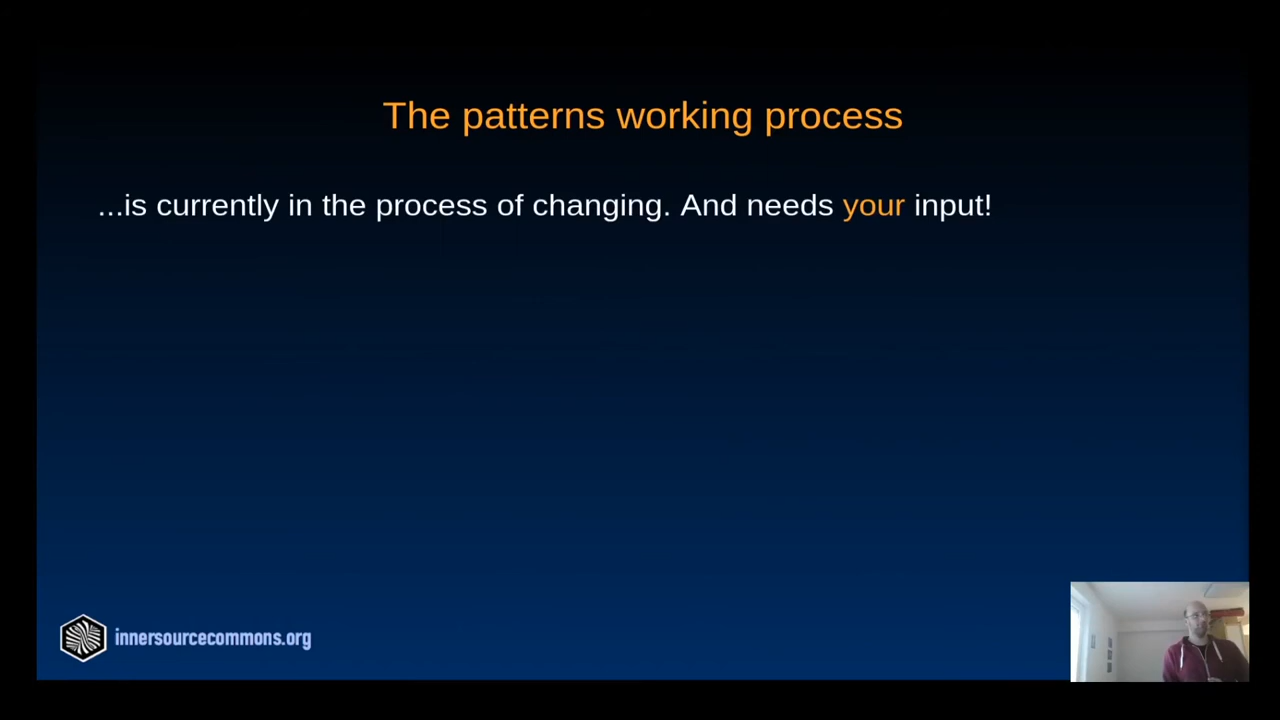 The patterns working process
...is currently in the process of changing. And needs your input!
innersourcecommons.org